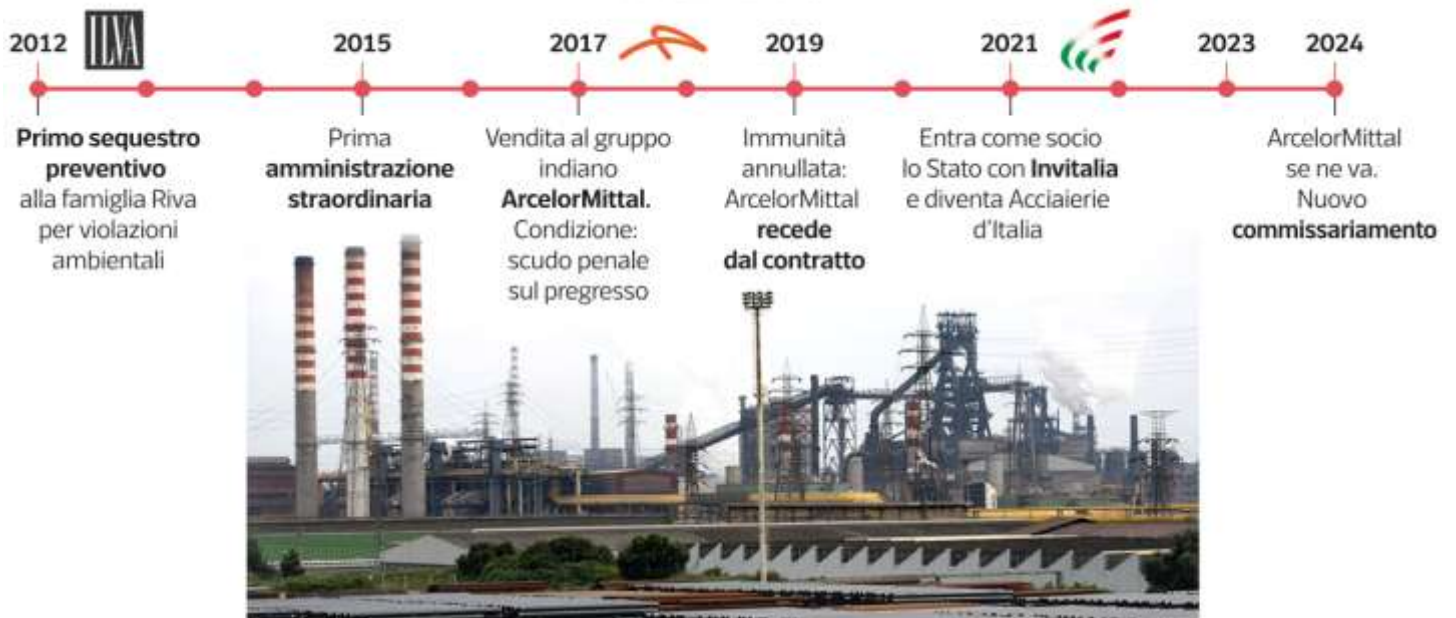 2012
ILVA
2015
2017
2019
2021
2023
2024
Primo sequestro
preventivo
alla famiglia Riva
per violazioni
ambientali
Prima
amministrazione
straordinaria
Vendita al gruppo
indiano
ArcelorMittal.
Condizione:
scudo penale
sul pregresso
Immunità
annullata:
ArcelorMittal
recede
dal contratto
Entra come socio
lo Stato con Invitalia
e diventa Acciaierie
d'Italia
ArcelorMittal
se ne va.
Nuovo
commissariamento